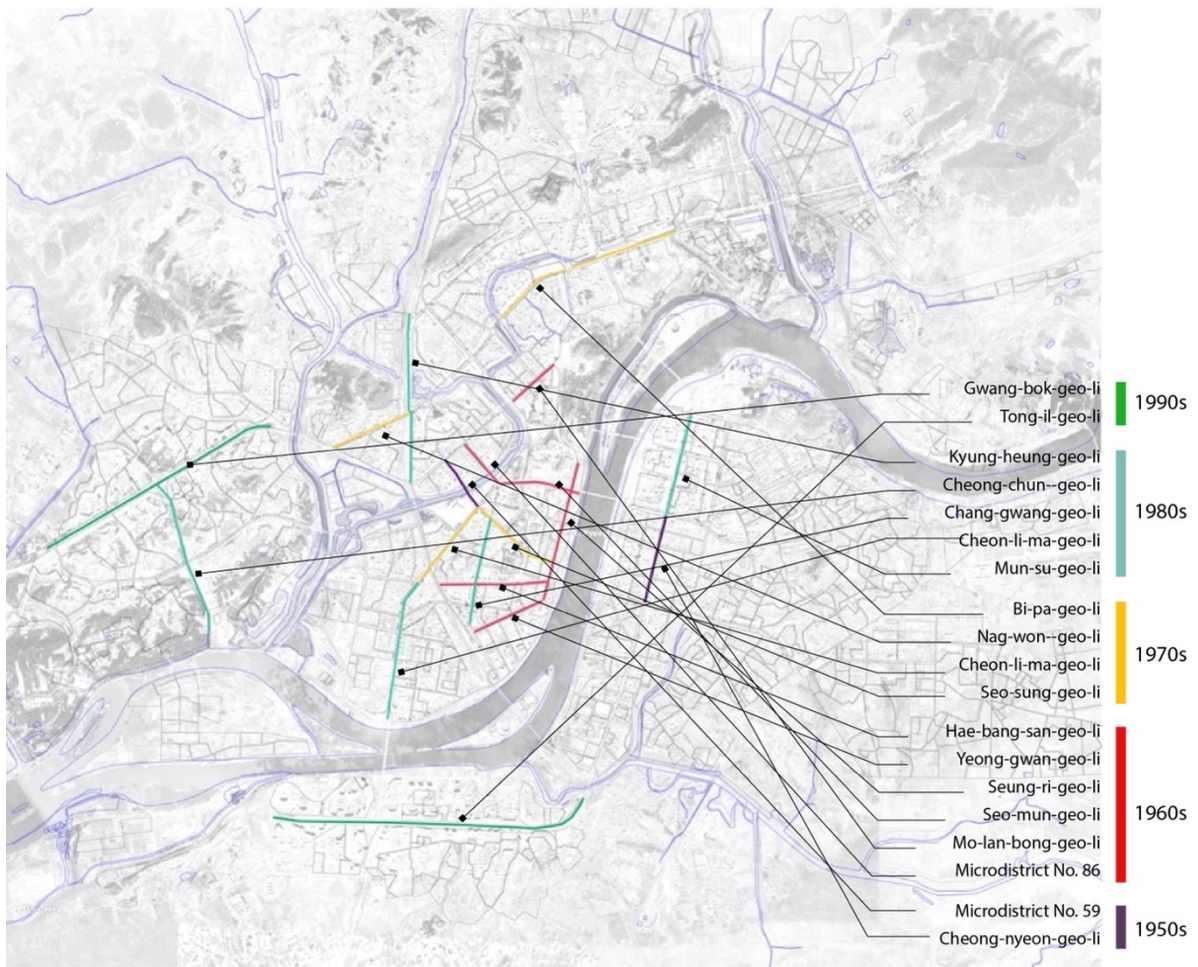 Gwang-bok-geo-li
Tong-il-geo-li
1990s
Kyung-heung-geo-li
Cheong-chun--geo-li
Chang-gwang-geo-li
Cheon-li-ma-geo-li
Mun-su-geo-li
1980s
Bi-pa-geo-li
Nag-won--geo-li
Cheon-li-ma-geo-li
Seo-sung-geo-li
1970s
Hae-bang-san-geo-li
Yeong-gwan-geo-li
Seung-ri-geo-li
Seo-mun-geo-li
Mo-lan-bong-geo-li
Microdistrict No. 86
1960s
Microdistrict No. 59
Cheong-nyeon-geo-li
1950s